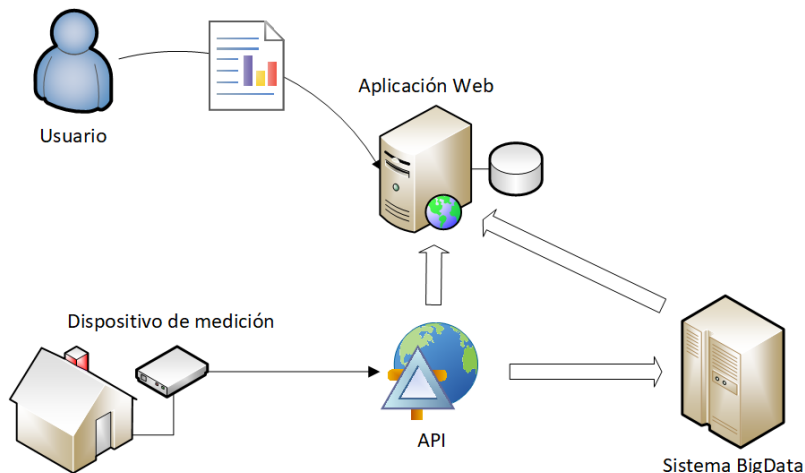 Usuario
Aplicación Web
Dispositivo de medición
API
Sistema BigData